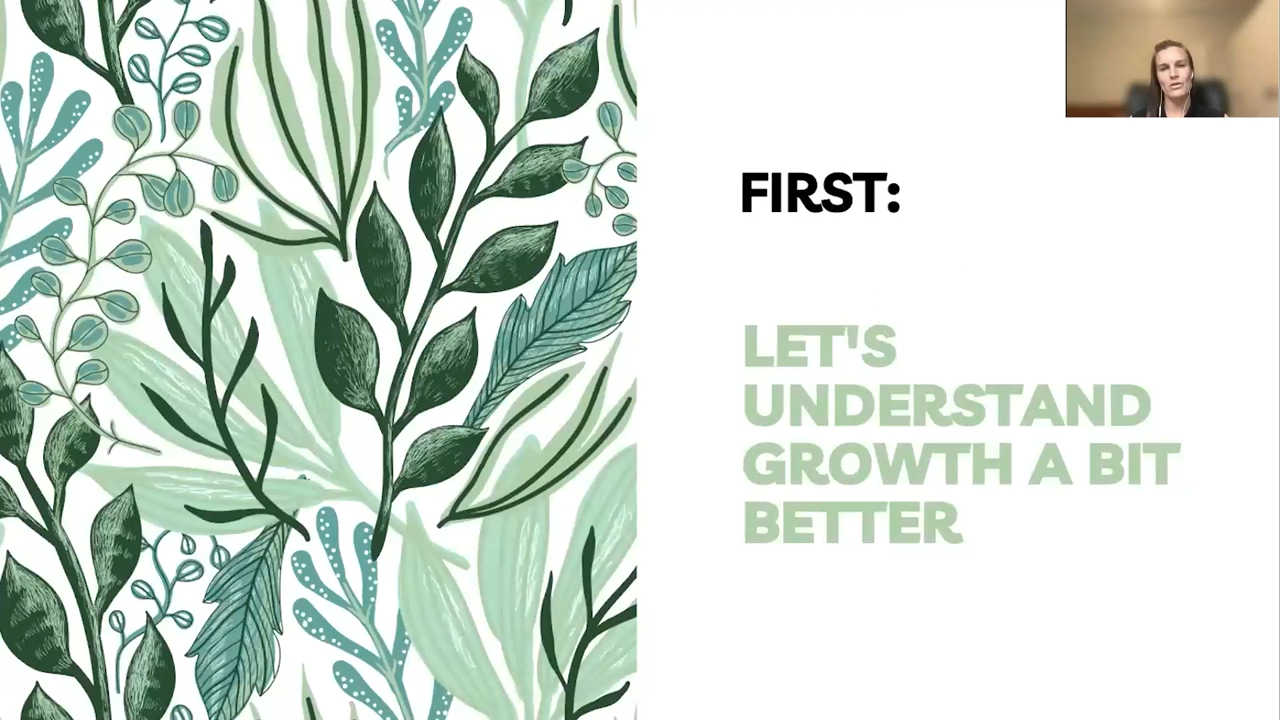 FIRST:
LET'S
UNDERSTAND
GROWTH A BIT
BETTER